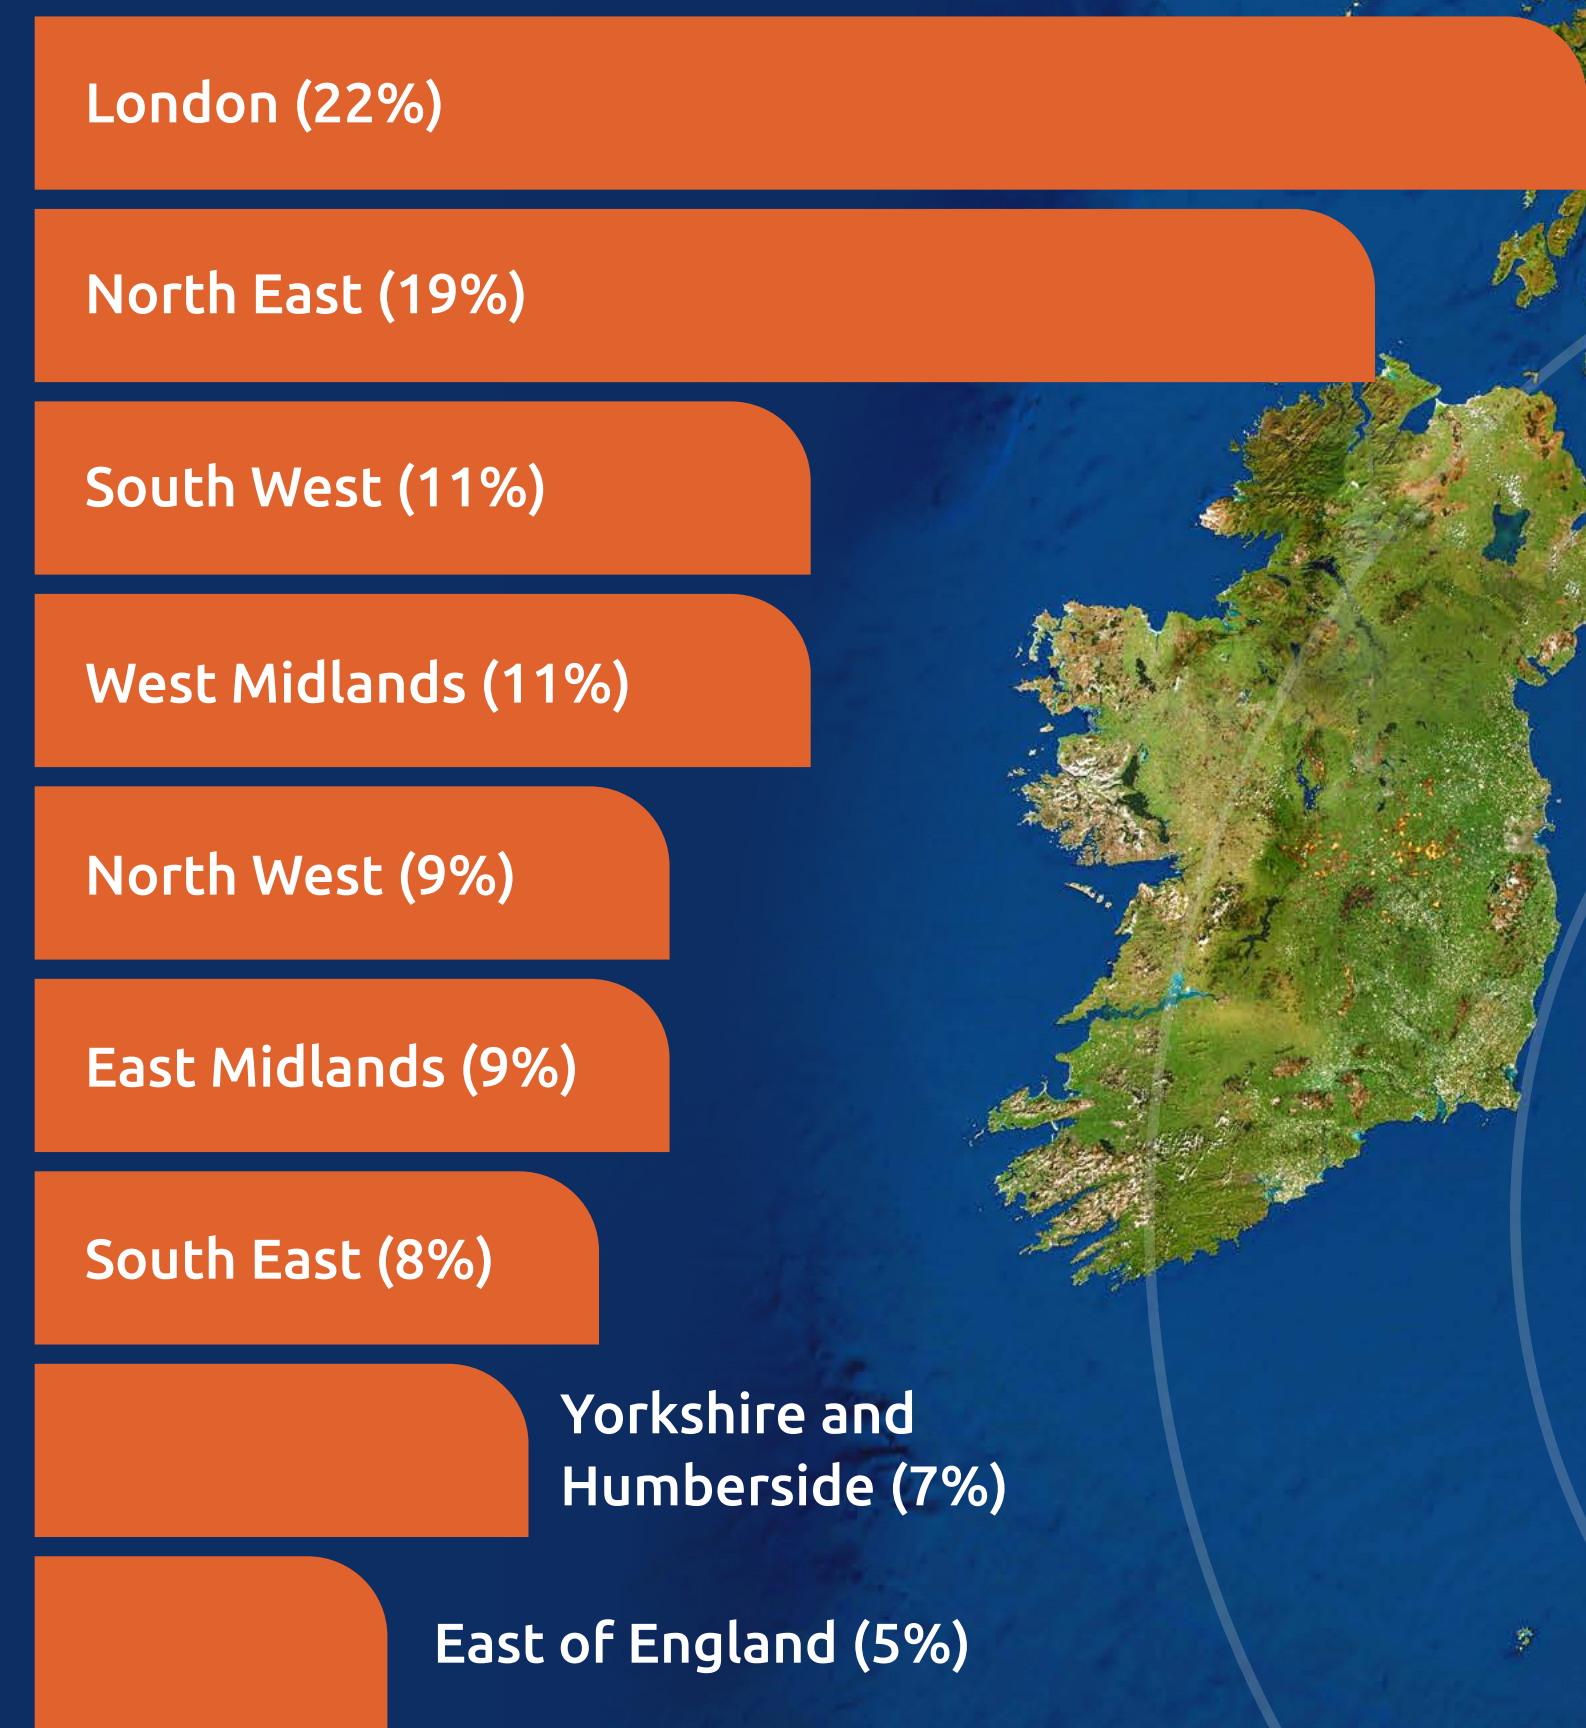 London (22%)
North East (19%)
South West (11%)
West Midlands (11%)
North West (9%)
East Midlands (9%)
South East (8%)
Yorkshire and
Humberside (7%)
East of England (5%)